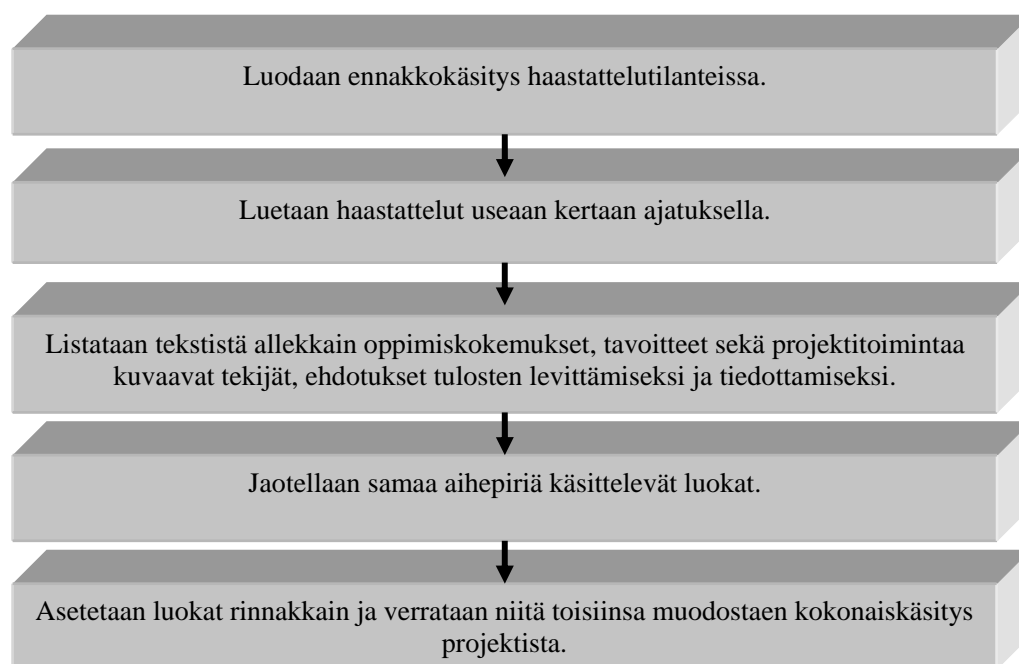 Luodaan ennakkokäsitys haastattelutilanteissa.
Luetaan haastattelut useaan kertaan ajatuksella.
Listataan tekstistä allekkain oppimiskokemukset, tavoitteet sekä projektitoimintaa
kuvaavat tekijät, ehdotukset tulosten levittämiseksi ja tiedottamiseksi.
Jaotellaan samaa aihepiriä käsittelevät luokat.
Asetetaan luokat rinnakkain ja verrataan niitä toisiinsa muodostaen kokonaiskäsitys
projektista.